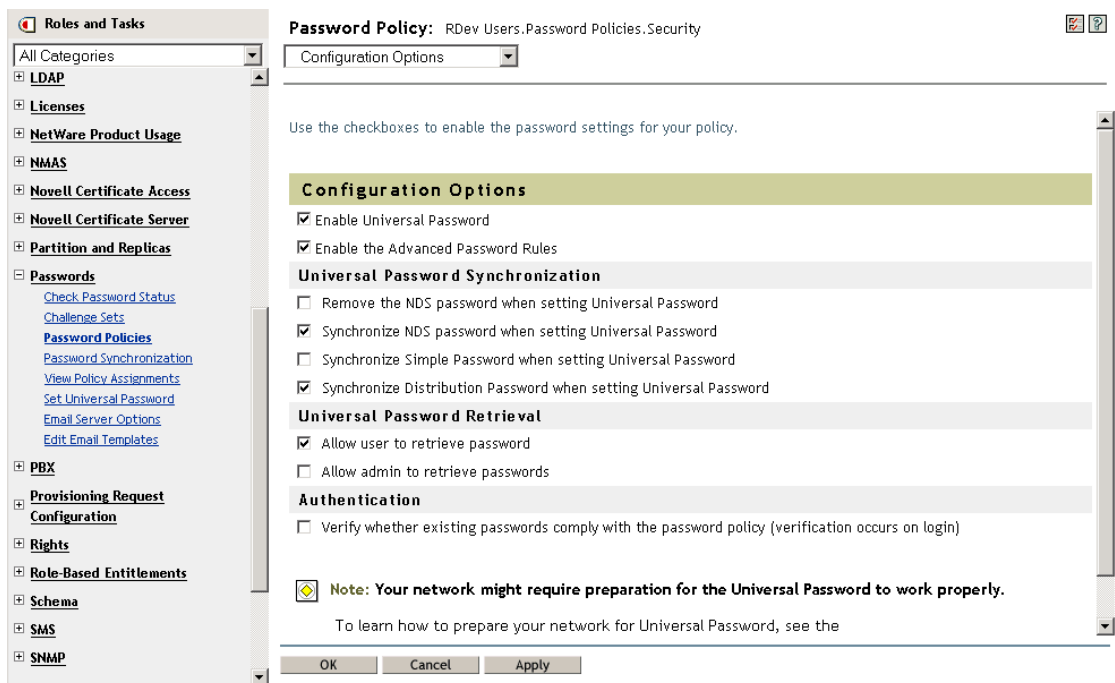 Roles and Tasks
All Categories
LDAP
Licenses
NetWare Product Usage
NMAS
Novell Certificate Access
Novell Certificate Server
Partition and Replicas
Passwords
Check Password Status
Challenge Sets
Password Policies
Password Synchronization
View Policy Assignments
Set Universal Password
Email Server Options
Edit Email Templates
PBX
Provisioning Request
Configuration
Rights
Role-Based Entitlements
Schema
SMS
SNMP
Password Policy: RDev Users.Password Policies.Security
Configuration Options
Use the checkboxes to enable the password settings for your policy.
Configuration Options
Enable Universal Password
Enable the Advanced Password Rules
Universal Password Synchronization
Remove the NDS password when setting Universal Password
Synchronize NDS password when setting Universal Password
Synchronize Simple Password when setting Universal Password
Synchronize Distribution Password when setting Universal Password
Universal Password Retrieval
Allow user to retrieve password
Allow admin to retrieve passwords
Authentication
Verify whether existing passwords comply with the password policy (verification occurs on login)
Note: Your network might require preparation for the Universal Password to work properly.
To learn how to prepare your network for Universal Password, see the
OK Cancel Apply